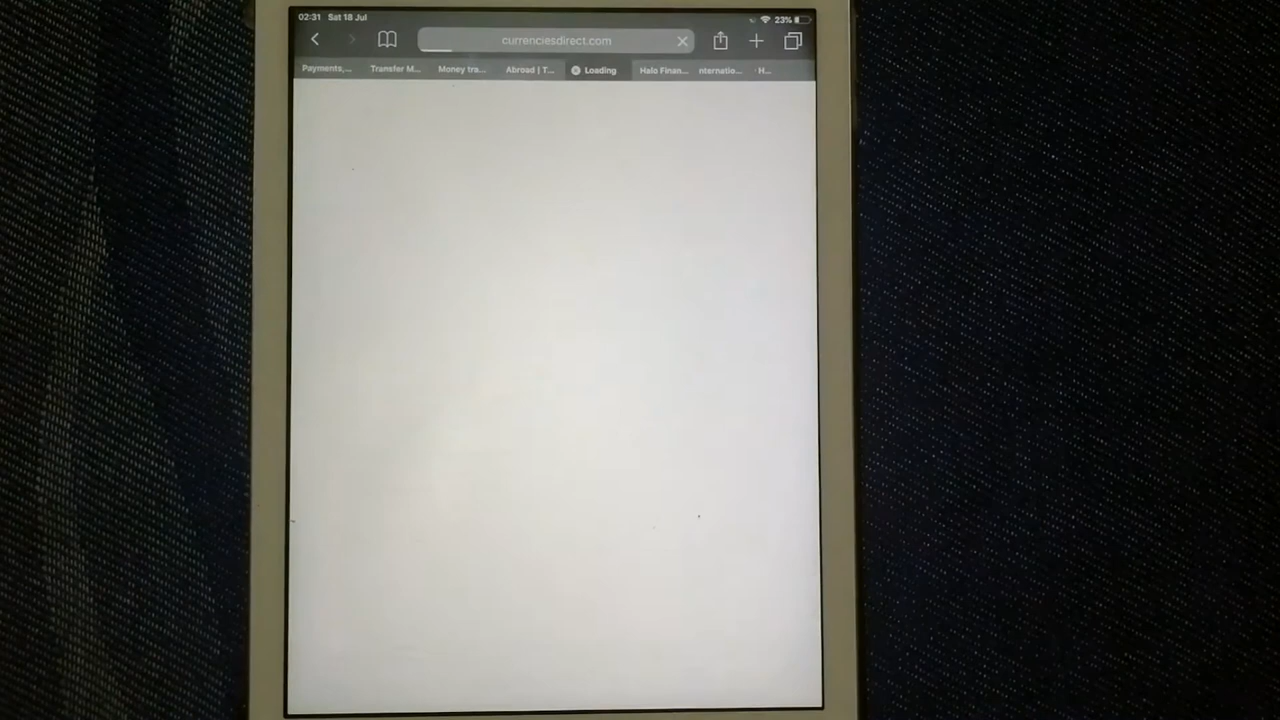 02:31 Sat 18 Jul 23%
currenciesdirect.com
Payments,... Transfer M... Money tra... Abroad | T... Loading Halo Finan... nternatio... H...